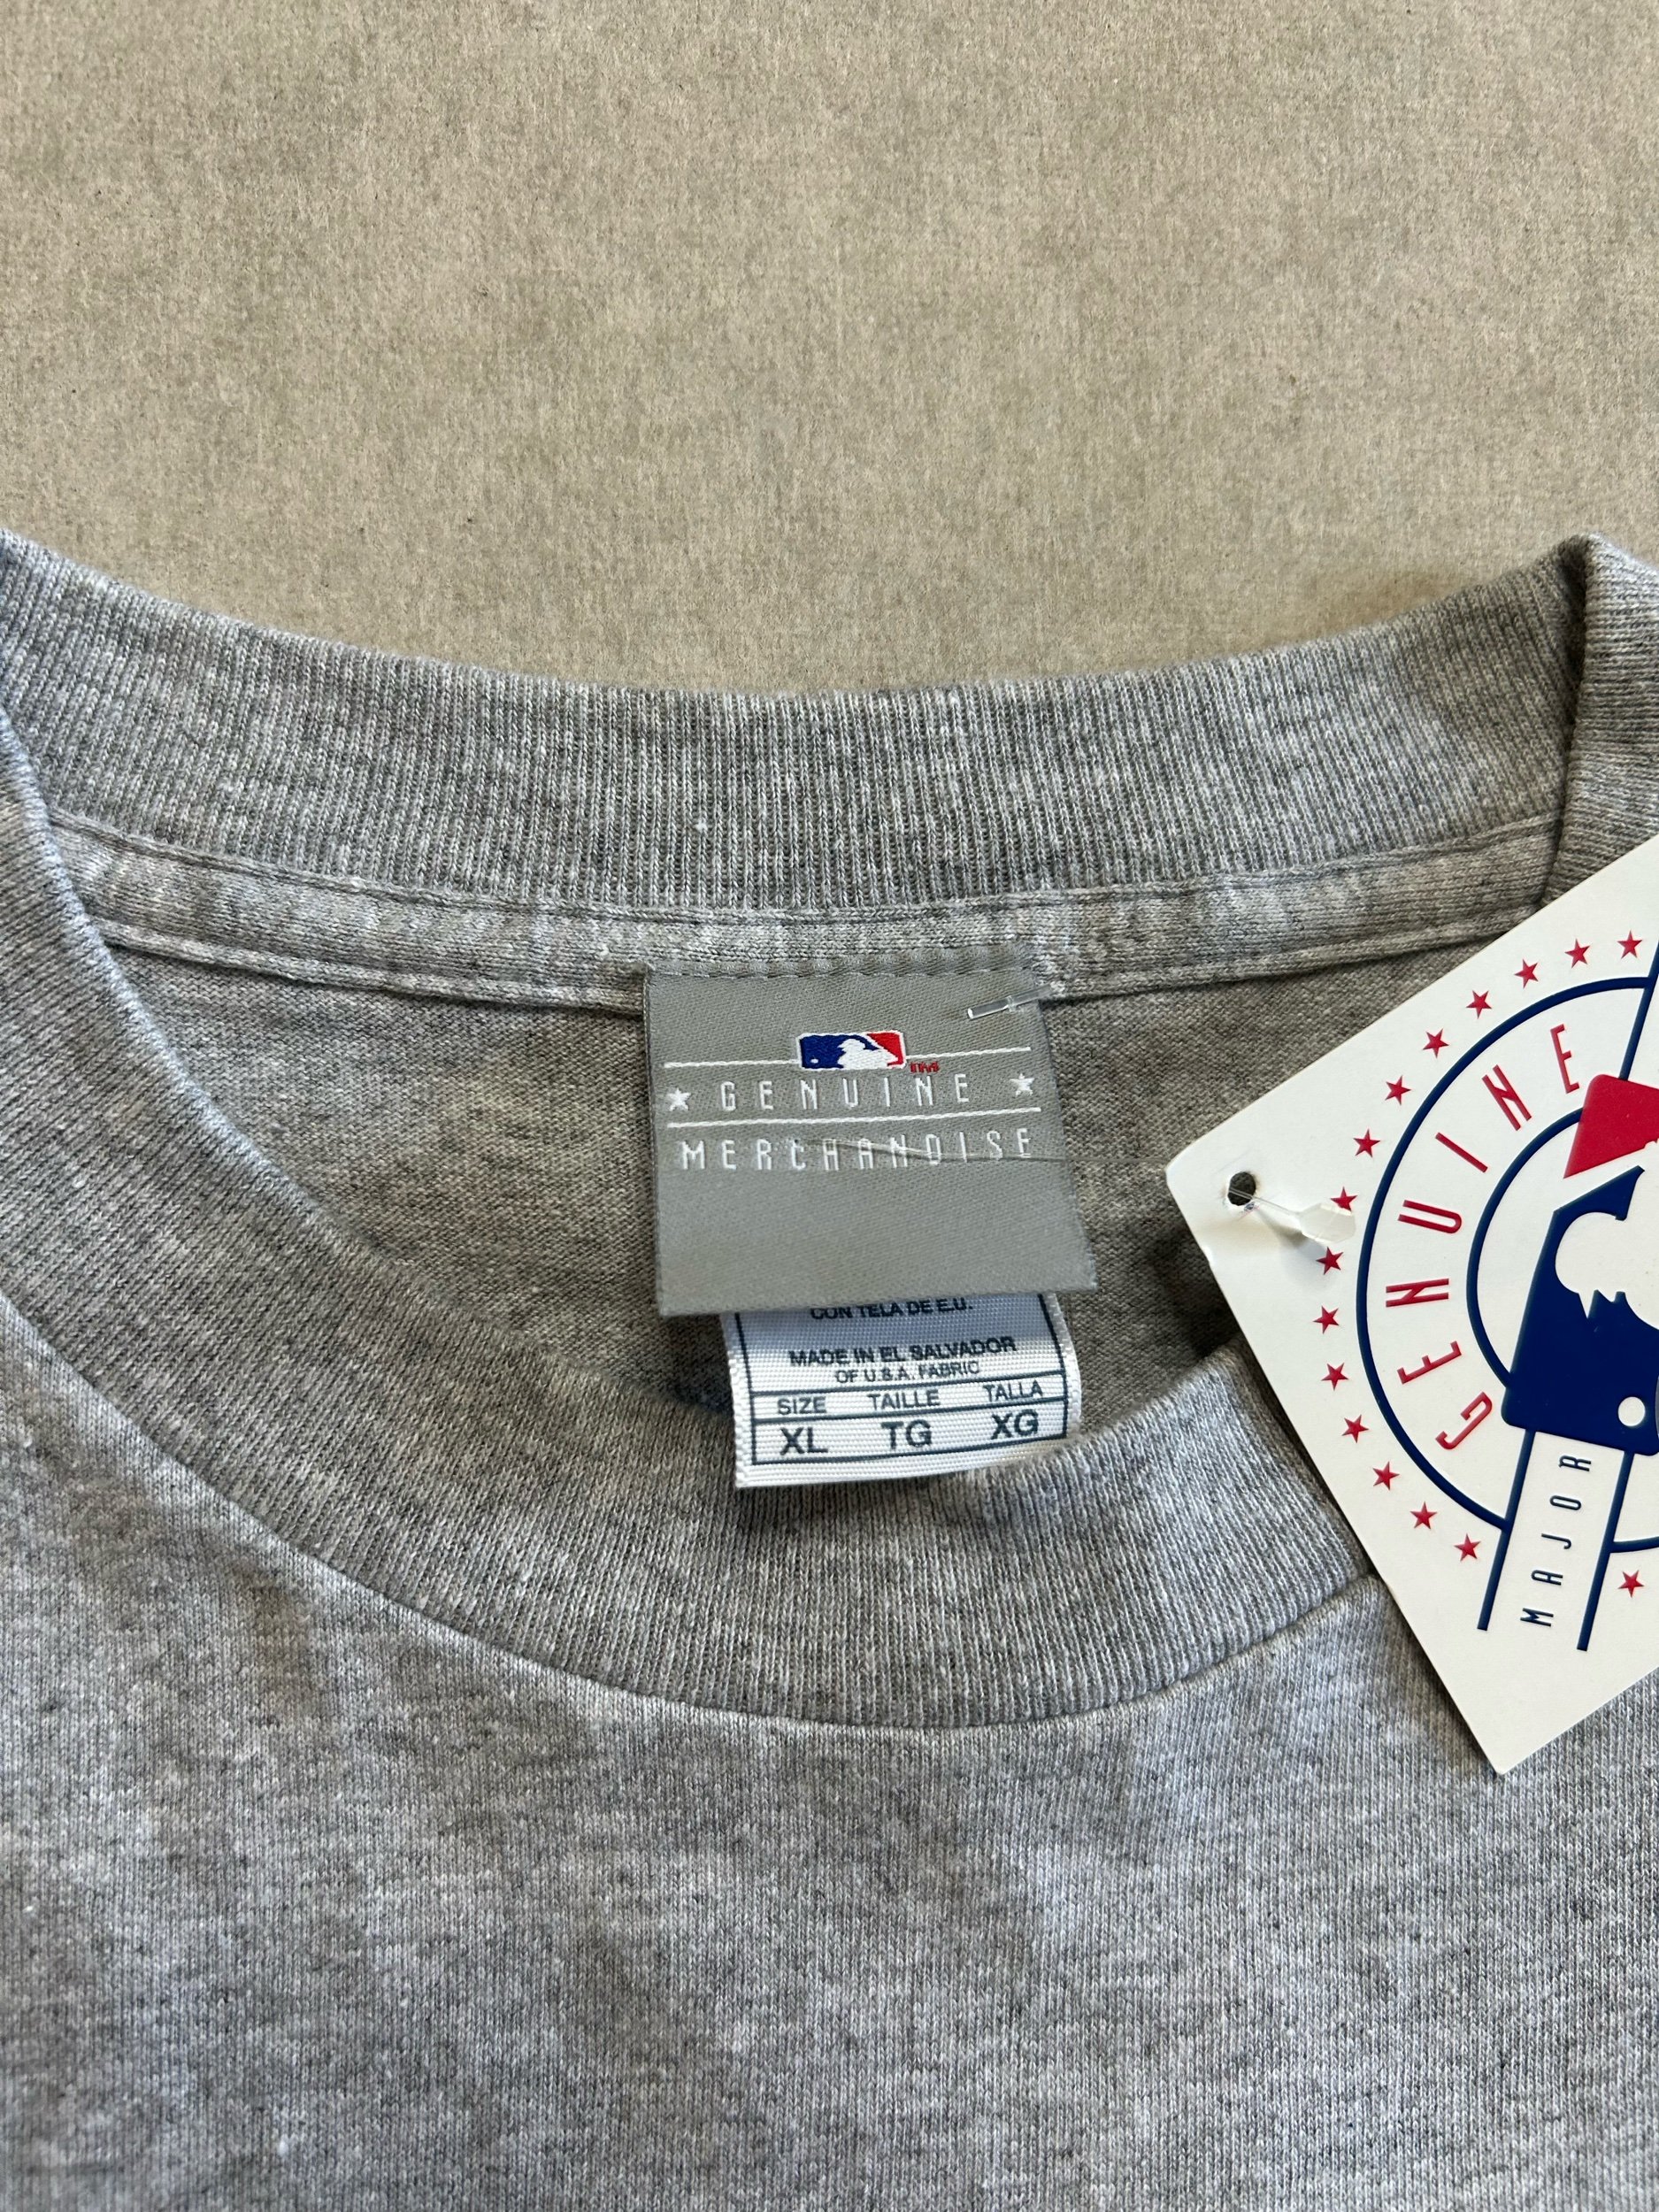 TM
★ GENUINE ★
MERCHANDISE
CON TELA DE E.U.
MADE IN EL SALVADOR
OF U.S.A. FABRIC
SIZE TAILLE TALLA
XL TG XG
GENUINE
MAJOR